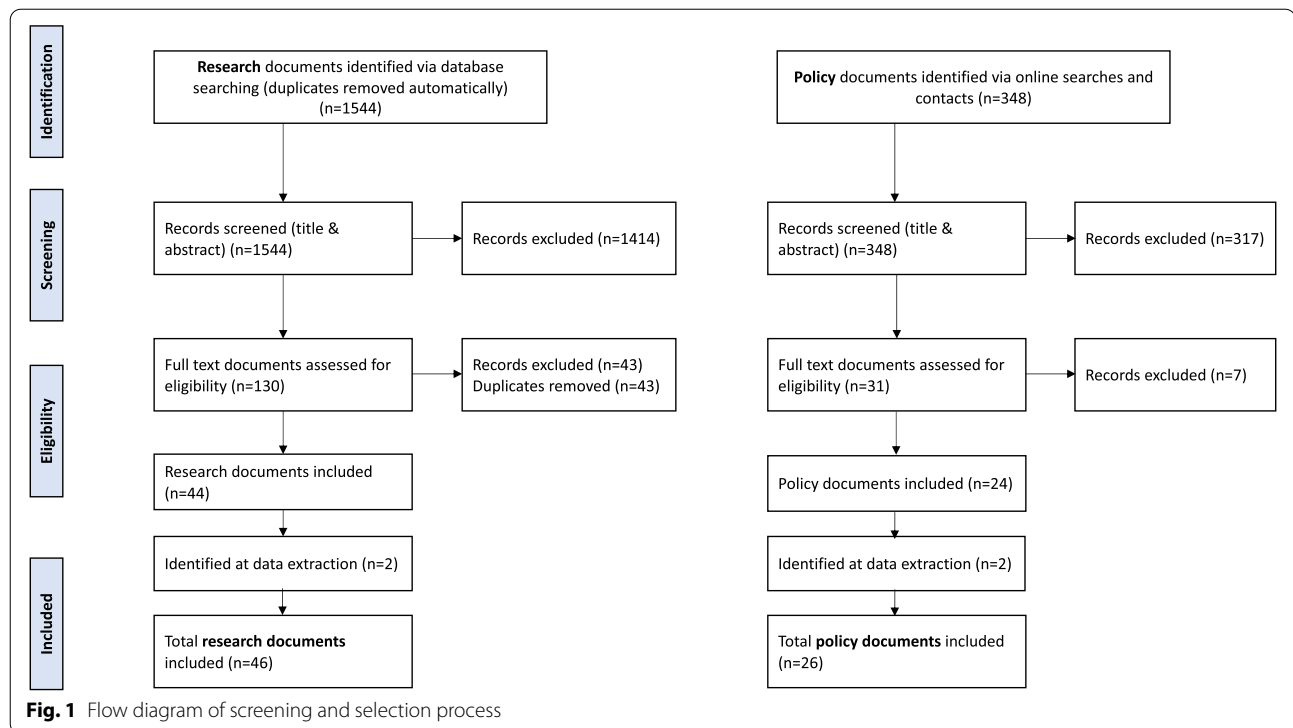 Identification
Research documents identified via database
searching (duplicates removed automatically)
(n=1544)
Policy documents identified via online searches and
contacts (n=348)
Screening
Records screened (title &
abstract) (n=1544)
Records excluded (n=1414)
Records screened (title &
abstract) (n=348)
Records excluded (n=317)
Eligibility
Full text documents assessed for
eligibility (n=130)
Records excluded (n=43)
Duplicates removed (n=43)
Full text documents assessed for
eligibility (n=31)
Records excluded (n=7)
Research documents included
(n=44)
Policy documents included (n=24)
Included
Identified at data extraction (n=2)
Identified at data extraction (n=2)
Total research documents
included (n=46)
Total policy documents included
(n=26)
Fig. 1 Flow diagram of screening and selection process